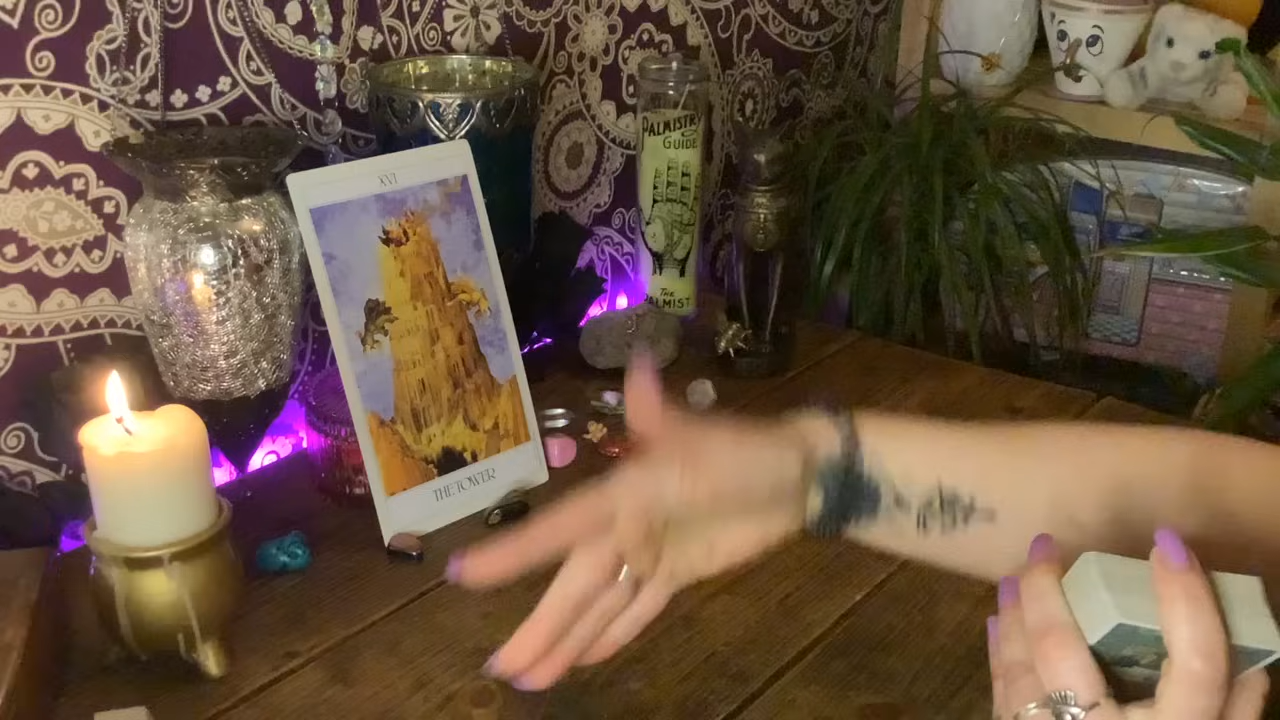 XVI
THE TOWER
PALMISTRY
GUIDE
THE
PALMIST